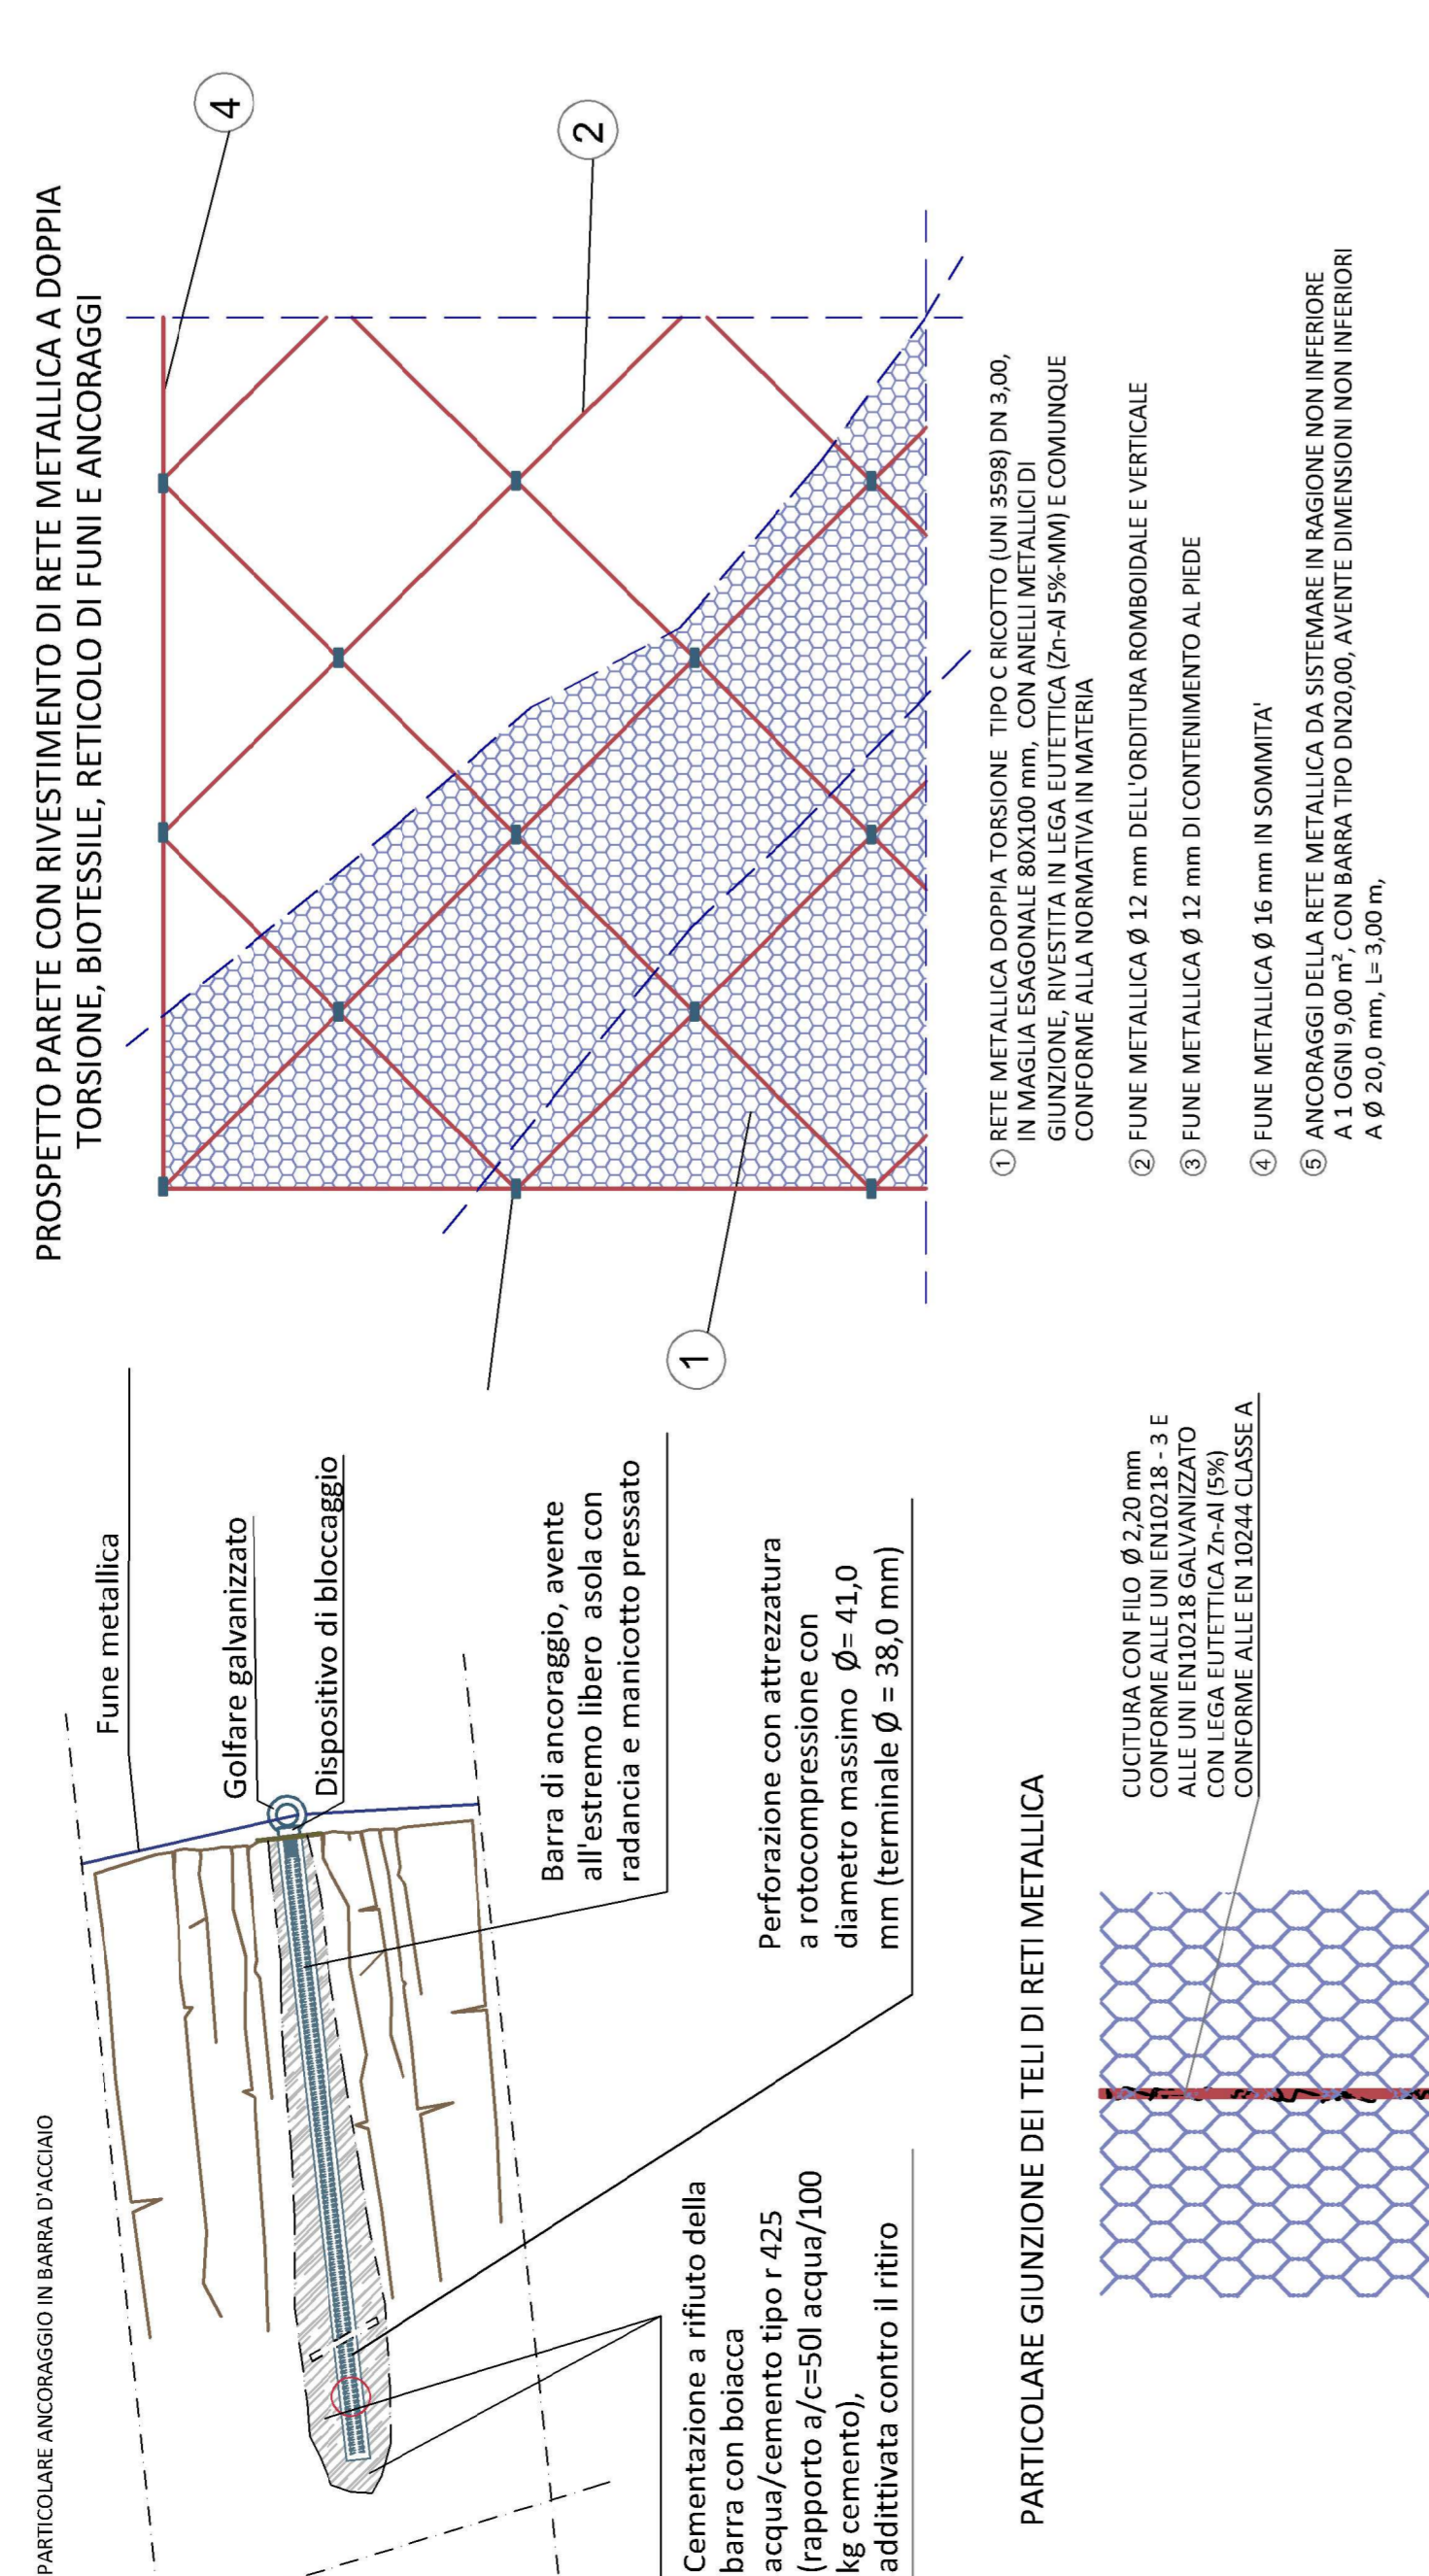 PARTICOLARE ANCORAGGIO IN BARRA D'ACCIAIO
Fune metallica
Golfare galvanizzato
Dispositivo di bloccaggio
Barra di ancoraggio, avente
all'estremo libero asola con
radancia e manicotto pressato
Perforazione con attrezzatura
a rotocompressione con
diametro massimo Ø= 41,0
mm (terminale Ø = 38,0 mm)
Cementazione a rifiuto della
barra con boiacca
acqua/cemento tipo r 425
(rapporto a/c=50l acqua/100
kg cemento),
addittivata contro il ritiro
PARTICOLARE GIUNZIONE DEI TELI DI RETI METALLICA
CUCITURA CON FILO Ø 2,20 mm
CONFORME ALLE UNI EN10218 - 3 E
ALLE UNI EN10218 GALVANIZZATO
CON LEGA EUTETTICA Zn-Al (5%)
CONFORME ALLE EN 10244 CLASSE A
PROSPETTO PARETE CON RIVESTIMENTO DI RETE METALLICA A DOPPIA
TORSIONE, BIOTESSILE, RETICOLO DI FUNI E ANCORAGGI
4
2
1
1 RETE METALLICA DOPPIA TORSIONE TIPO C RICOTTO (UNI 3598) DN 3,00,
IN MAGLIA ESAGONALE 80X100 mm, CON ANELLI METALLICI DI
GIUNZIONE, RIVESTITA IN LEGA EUTETTICA (Zn-Al 5%-MM) E COMUNQUE
CONFORME ALLA NORMATIVA IN MATERIA
2 FUNE METALLICA Ø 12 mm DELL'ORDITURA ROMBOIDALE E VERTICALE
3 FUNE METALLICA Ø 12 mm DI CONTENIMENTO AL PIEDE
4 FUNE METALLICA Ø 16 mm IN SOMMITA'
5 ANCORAGGI DELLA RETE METALLICA DA SISTEMARE IN RAGIONE NON INFERIORE
A 1 OGNI 9,00 m², CON BARRA TIPO DN20,00, AVENTE DIMENSIONI NON INFERIORI
A Ø 20,0 mm, L= 3,00 m,